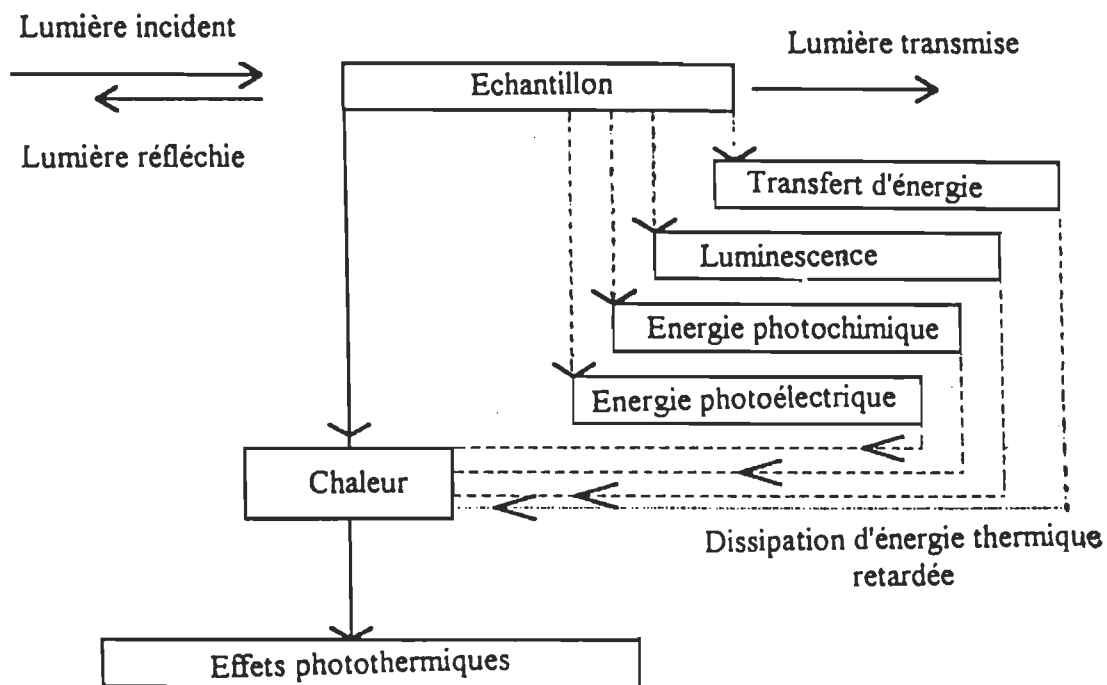 Lumière incident
Lumière transmise
Echantillon
Lumière réfléchie
Transfert d'énergie
Luminescence
Energie photochimique
Energie photoélectrique
Chaleur
Dissipation d'énergie thermique
retardée
Effets photothermiques